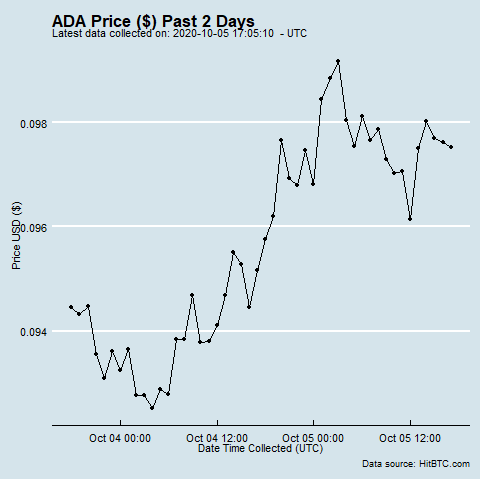 ADA Price ($) Past 2 Days
Latest data collected on: 2020-10-05 17:05:10 - UTC
Price USD ($)
0.098
0.096
0.094
Oct 04 00:00 Oct 04 12:00 Oct 05 00:00 Oct 05 12:00
Date Time Collected (UTC)
Data source: HitBTC.com